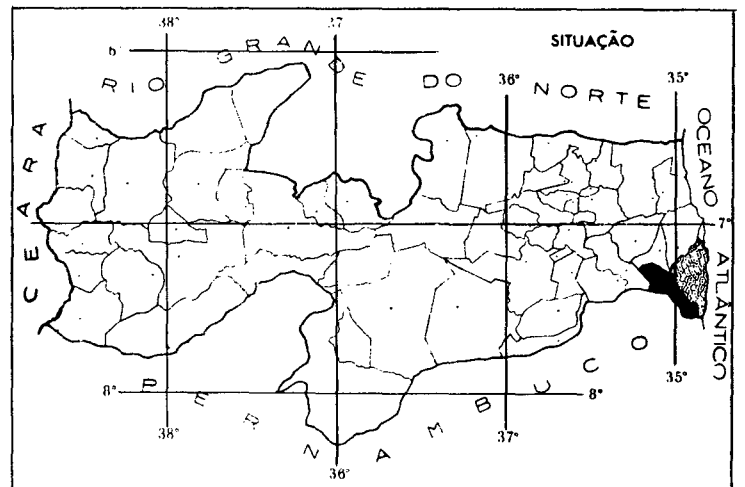 SITUAÇÃO
38° 37 36° 35°
6°
RIO GRANDE DO NORTE
CEARA
OCEANO ATLÂNTICO
7°
8° 8°
PERNAMBUCO
38° 36° 37° 35°